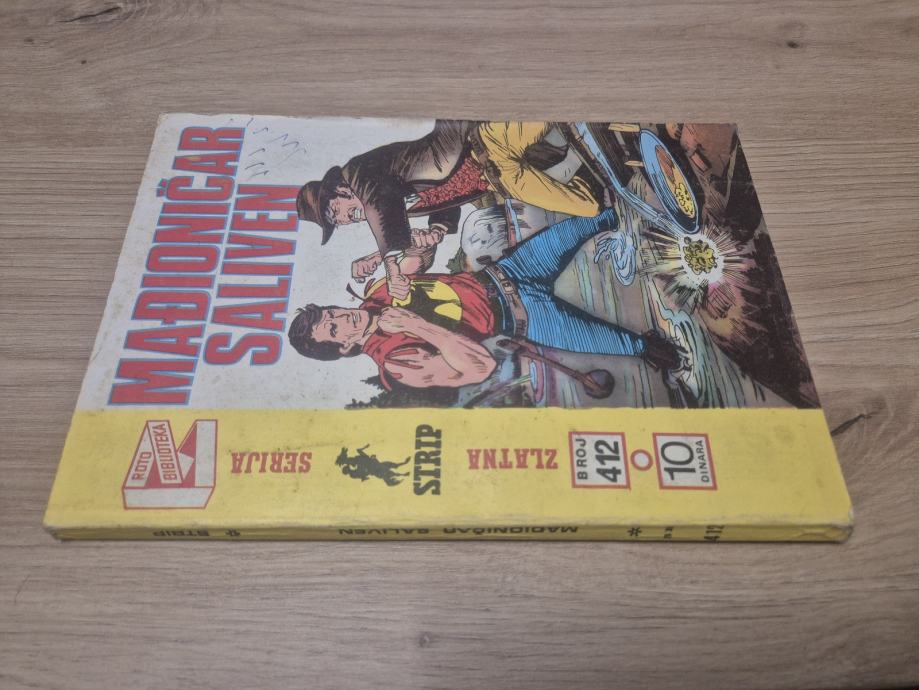 MAĐIONIČAR
SALIVEN
ROTO
BIBLIOTEKA
ZLATNA
STRIP
SERIJA
BROJ
412
10
DINARA
STRIP
MAĐIONIČAR SALIVEN
412